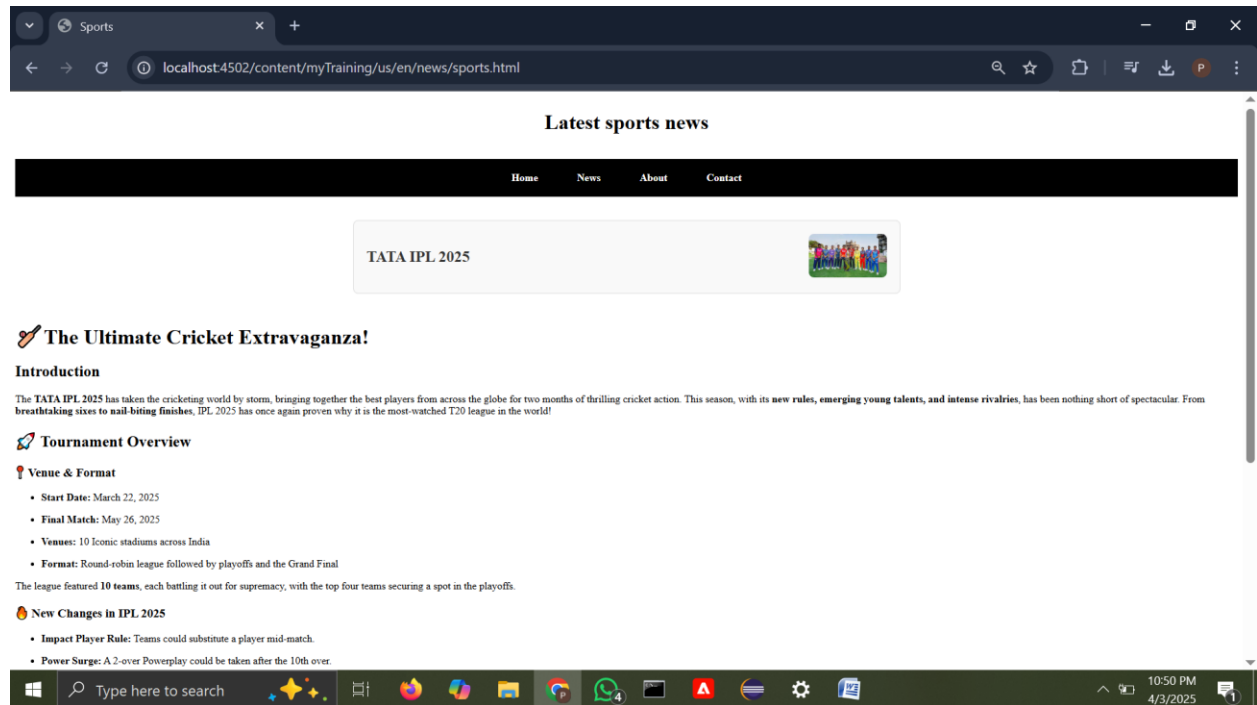 Sports
localhost:4502/content/myTraining/us/en/news/sports.html
P
Latest sports news
Home News About Contact
TATA IPL 2025
The Ultimate Cricket Extravaganza!
Introduction
The TATA IPL 2025 has taken the cricketing world by storm, bringing together the best players from across the globe for two months of thrilling cricket action. This season, with its new rules, emerging young talents, and intense rivalries, has been nothing short of spectacular. From
breathtaking sixes to nail-biting finishes, IPL 2025 has once again proven why it is the most-watched T20 league in the world!
Tournament Overview
Venue & Format
• Start Date: March 22, 2025
• Final Match: May 26, 2025
• Venues: 10 Iconic stadiums across India
• Format: Round-robin league followed by playoffs and the Grand Final
The league featured 10 teams, each battling it out for supremacy, with the top four teams securing a spot in the playoffs.
New Changes in IPL 2025
• Impact Player Rule: Teams could substitute a player mid-match.
• Power Surge: A 2-over Powerplay could be taken after the 10th over.
Type here to search
P
4
10:50 PM
4/3/2025
1